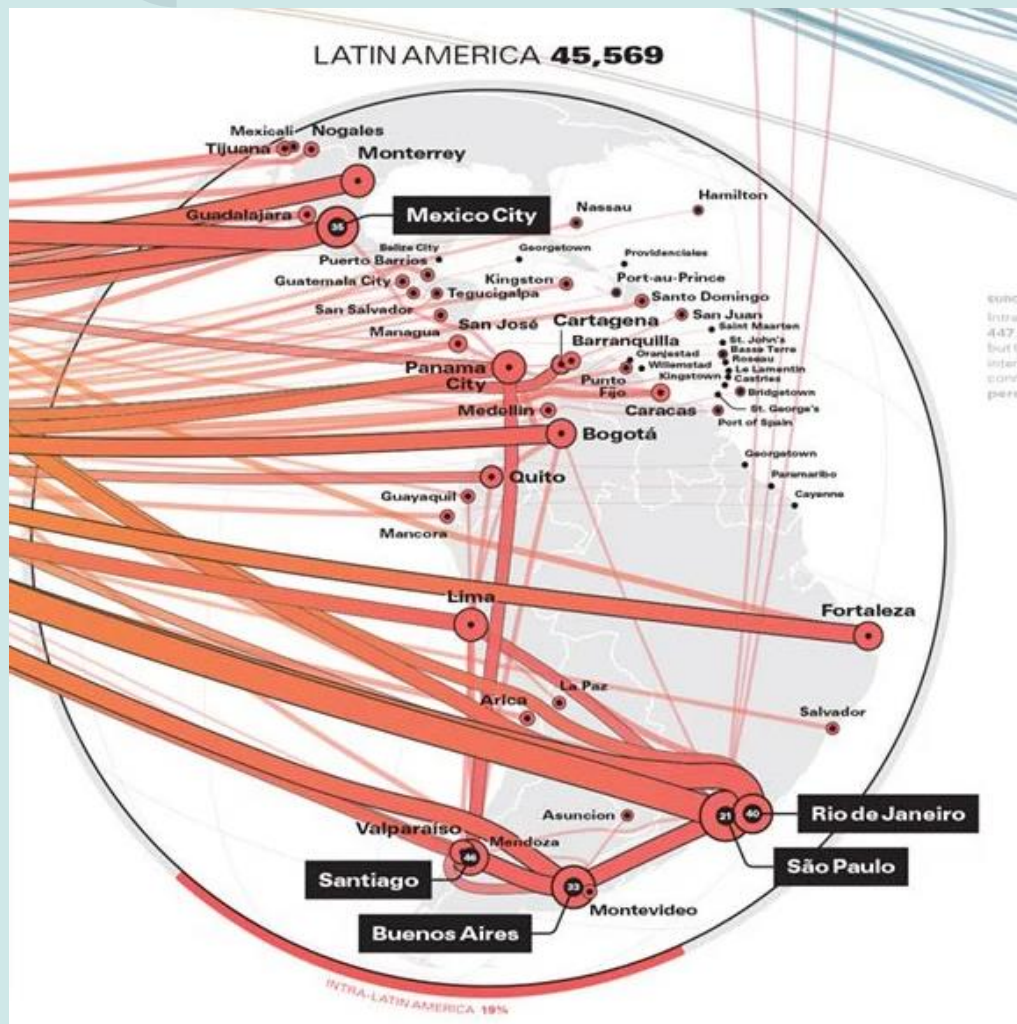 LATIN AMERICA 45,569
Mexicali
Nogales
Tijuana
Monterrey
Hamilton
Guadalajara
35
Mexico City
Nassau
Belize City
Georgetown
Providenciales
Puerto Barrios
Guatemala City
Kingston
Port-au-Prince
San Salvador
Tegucigalpa
Santo Domingo
Managua
San José
Cartagena
San Juan
Saint Maarten
Barranquilla
St. John's
Basse Terre
Oranjestad
Roseau
Panama
City
Willemstad
Le Lamentin
Punto
Fijo
Kingstown
Castries
Bridgetown
Medellin
Caracas
St. George's
Port of Spain
Bogotá
Georgetown
Quito
Paramaribo
Guayaquil
Cayenne
Mancora
Lima
Fortaleza
La Paz
Arica
Salvador
Asuncion
21
40
Rio de Janeiro
Valparaíso
Mendoza
46
São Paulo
Santiago
33
Montevideo
Buenos Aires
INTRA-LATIN AMERICA 19%
447.